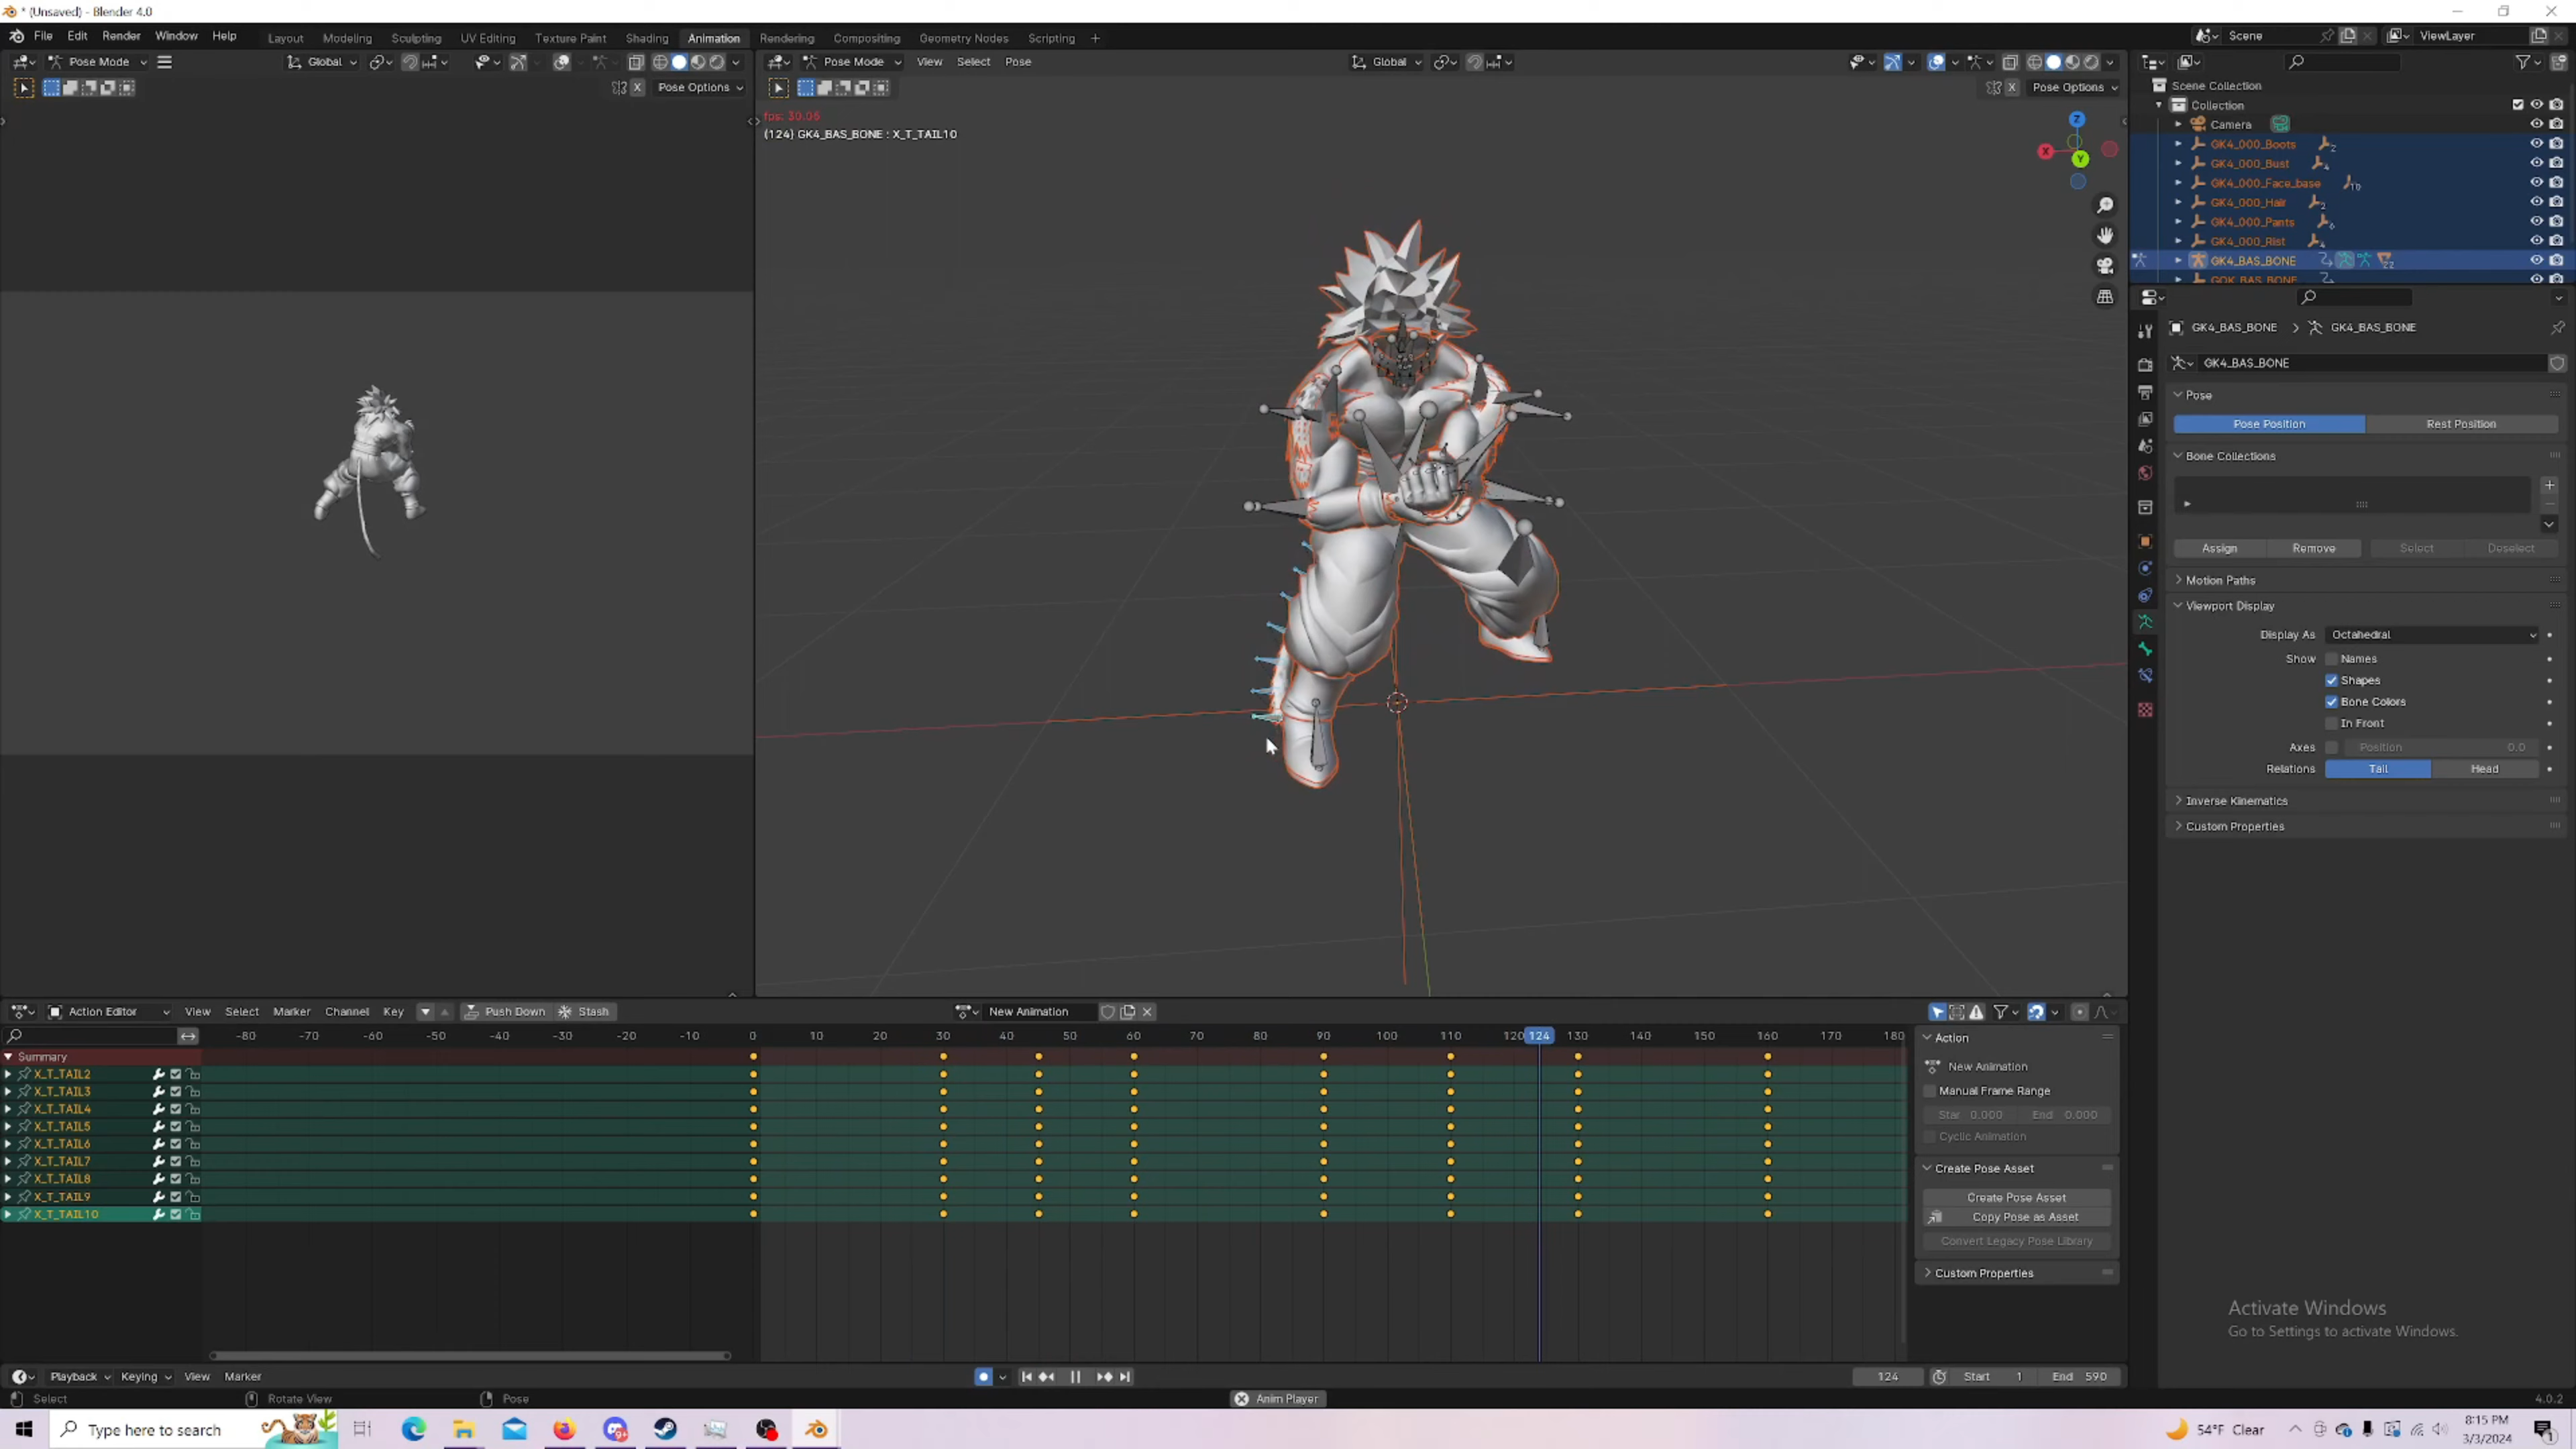 * (Unsaved) - Blender 4.0
File Edit Render Window Help Layout Modeling Sculpting UV Editing Texture Paint Shading Animation Rendering Compositing Geometry Nodes Scripting + Scene ViewLayer
Pose Mode Global Pose Mode View Select Pose Global
X Pose Options X Pose Options
Scene Collection
Collection
Camera
GK4_000_Boots 2
GK4_000_Bust 4
GK4_000_Face_base 10
GK4_000_Hair 2
GK4_000_Pants 6
GK4_000_Rist 4
GK4_BAS_BONE 22
GOK_BAS_BONE
fps: 30.06
(124) GK4_BAS_BONE : X_T_TAIL10
Z
X
Y
GK4_BAS_BONE > GK4_BAS_BONE
GK4_BAS_BONE
Pose
Pose Position Rest Position
Bone Collections
Assign Remove Select Deselect
Motion Paths
Viewport Display
Display As Octahedral
Show Names
Shapes
Bone Colors
In Front
Axes Position 0.0
Relations Tail Head
Inverse Kinematics
Custom Properties
Action Editor View Select Marker Channel Key Push Down Stash New Animation
-80 -70 -60 -50 -40 -30 -20 -10 0 10 20 30 40 50 60 70 80 90 100 110 120 124 130 140 150 160 170 180
Summary
X_T_TAIL2
X_T_TAIL3
X_T_TAIL4
X_T_TAIL5
X_T_TAIL6
X_T_TAIL7
X_T_TAIL8
X_T_TAIL9
X_T_TAIL10
Action
New Animation
Manual Frame Range
Star 0.000 End 0.000
Cyclic Animation
Create Pose Asset
Create Pose Asset
Copy Pose as Asset
Convert Legacy Pose Library
Custom Properties
Activate Windows
Go to Settings to activate Windows.
Playback Keying View Marker 124 Start 1 End 590
Select Rotate View Pose Anim Player 4.0.2
Type here to search 9+ 54°F Clear 8:15 PM
3/3/2024
1